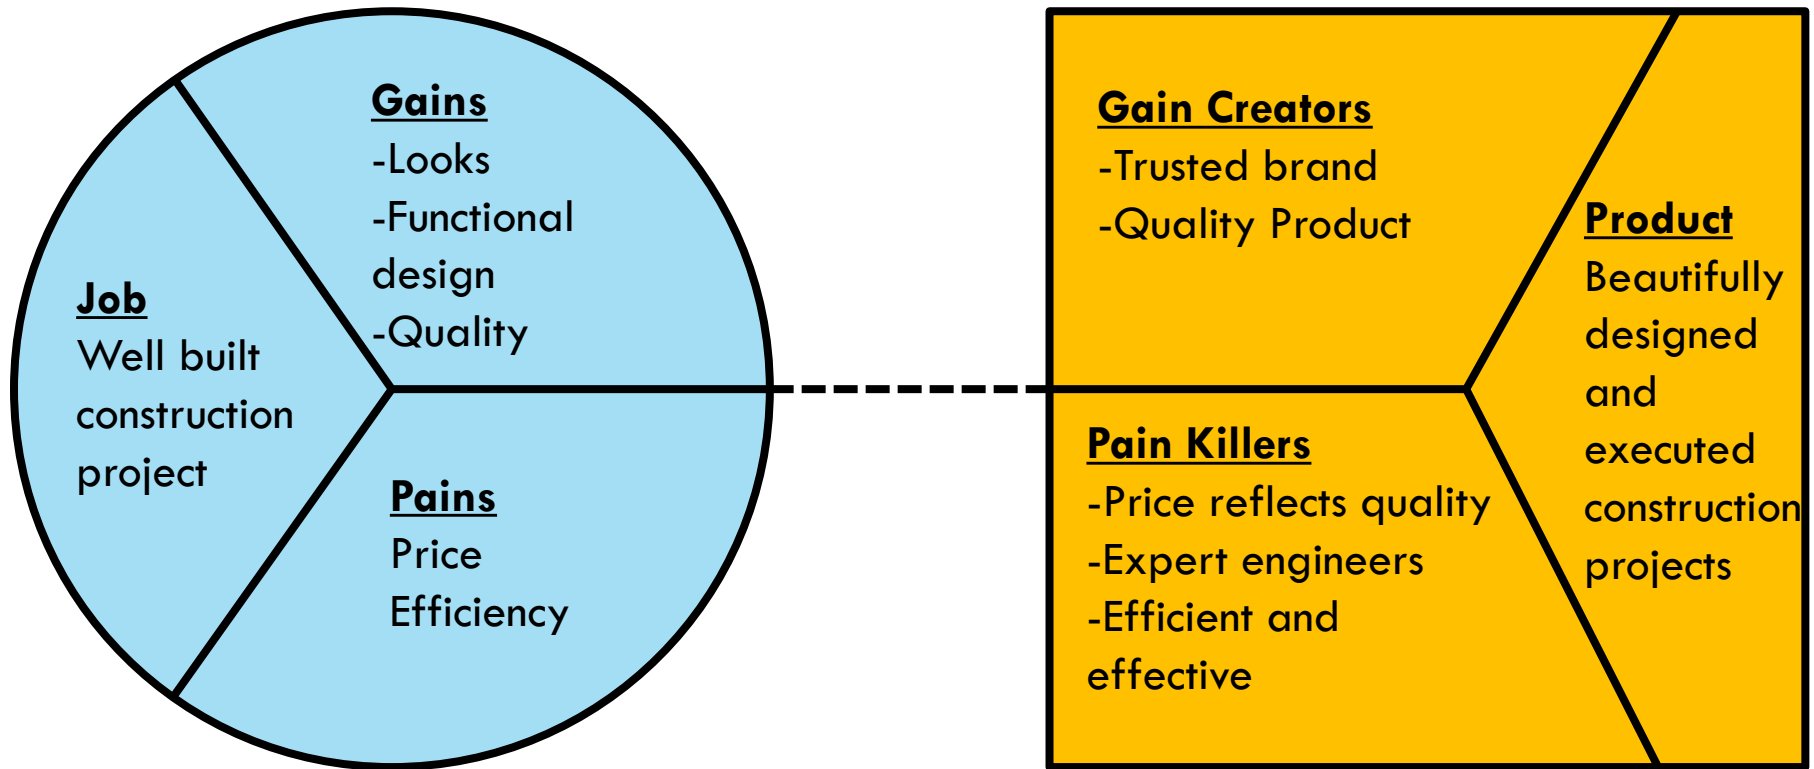 Job
Well built
construction
project
Gains
-Looks
-Functional
design
-Quality
Pains
Price
Efficiency
Gain Creators
-Trusted brand
-Quality Product
Pain Killers
-Price reflects quality
-Expert engineers
-Efficient and
effective
Product
Beautifully
designed
and
executed
construction
projects